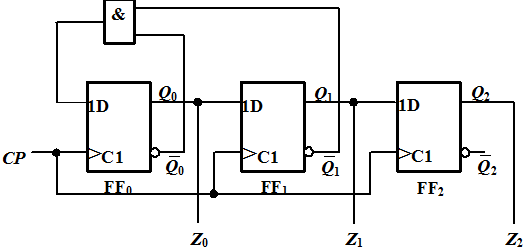 &
Q0 Q1 Q2
1D 1D 1D
CP C1 Q̅0 C1 Q̅1 C1 Q̅2
FF0 FF1 FF2
Z0 Z1 Z2